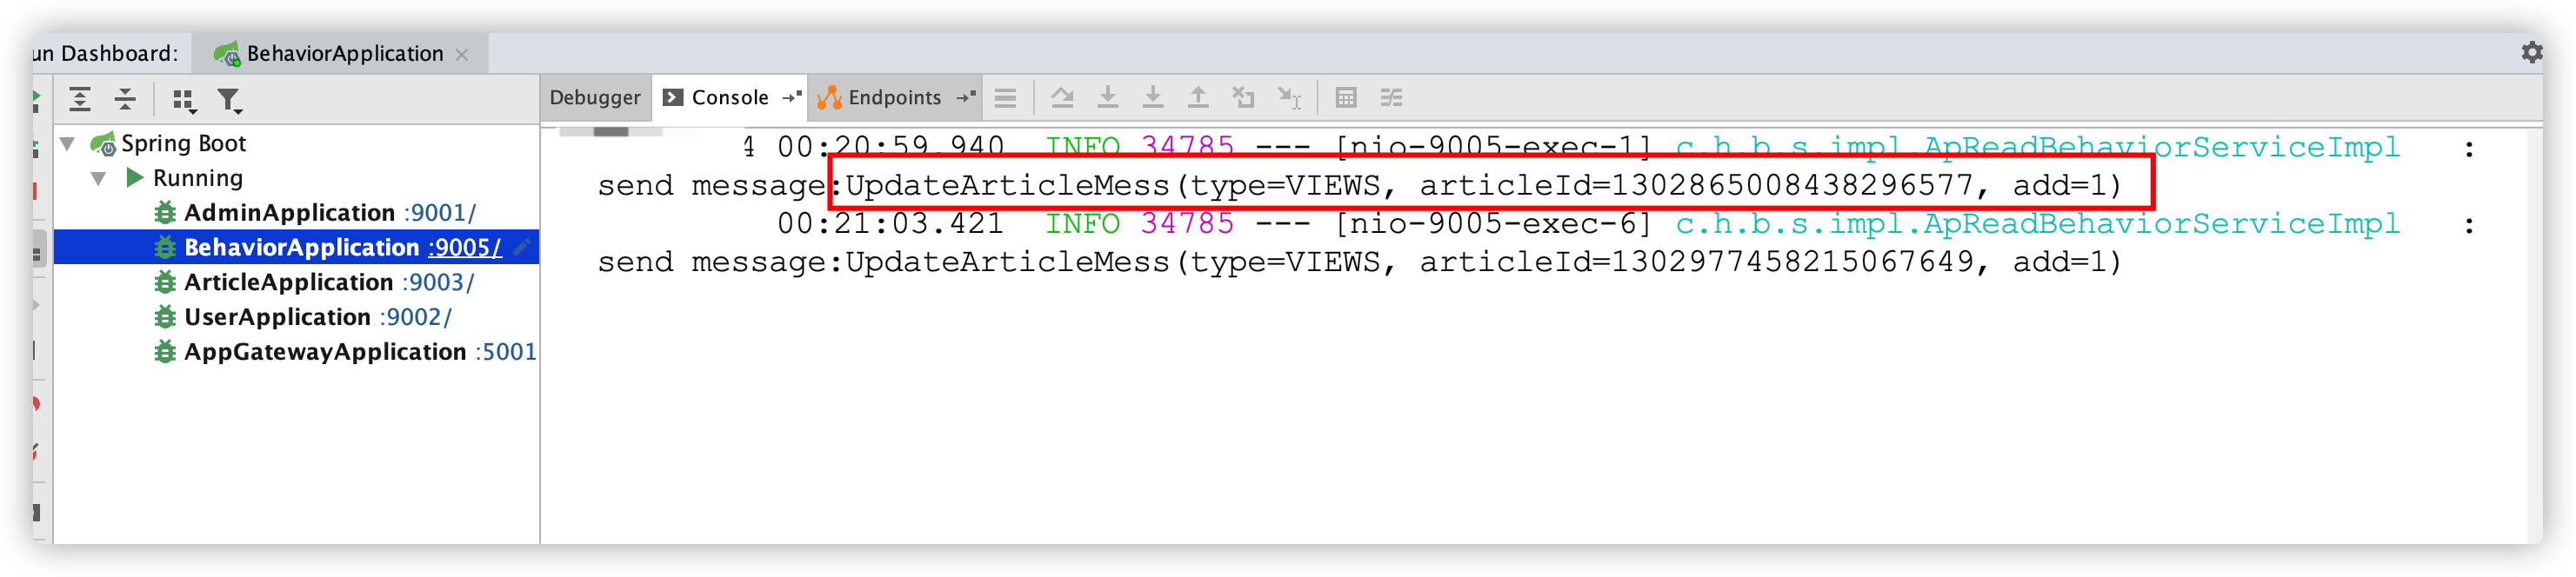 un Dashboard:
BehaviorApplication
Debugger
Console
Endpoints
Spring Boot
Running
AdminApplication :9001/
BehaviorApplication :9005/
ArticleApplication :9003/
UserApplication :9002/
AppGatewayApplication :5001
4 00:20:59.940 INFO 34785 --- [nio-9005-exec-1] c.h.b.s.impl.ApReadBehaviorServiceImpl :
send message:UpdateArticleMess(type=VIEWS, articleId=1302865008438296577, add=1)
00:21:03.421 INFO 34785 --- [nio-9005-exec-6] c.h.b.s.impl.ApReadBehaviorServiceImpl :
send message:UpdateArticleMess(type=VIEWS, articleId=1302977458215067649, add=1)